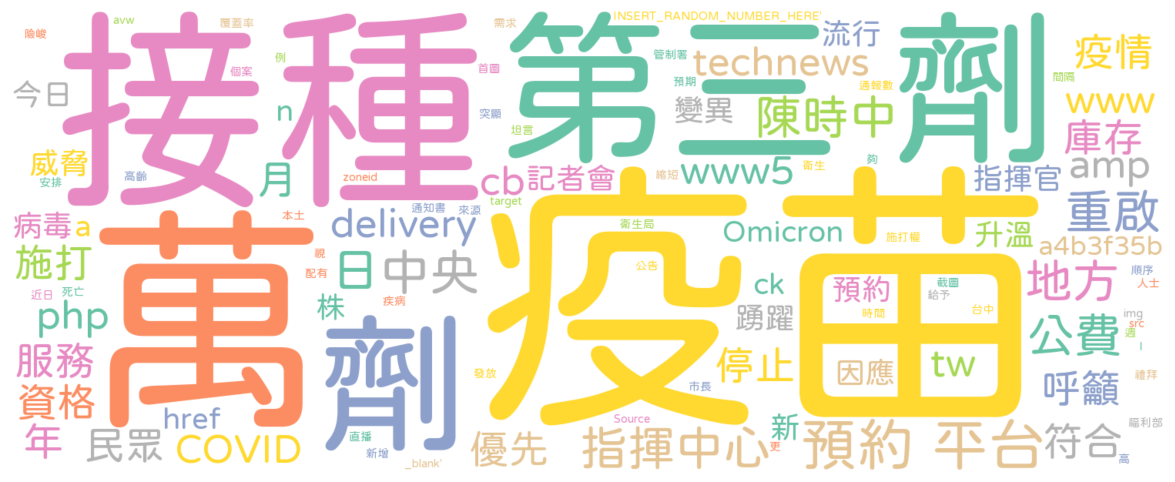 接種
第三劑
疫苗
萬
劑
險峻
avw
覆蓋率
個案
例
需求
首圖
突顯
坦言
INSERT_RANDOM_NUMBER_HERE'
管制署
technews
流行
預期
通報數
疫情
間隔
今日
n
變異
陳時中
www
庫存
威脅
安排
高齡
月
zoneid
cb
記者會
縮短
www5
衛生
夠
指揮官
amp
target
重啟
病毒
a
本土
delivery
通知書
來源
衛生局
Omicron
施打權
升溫
a4b3f35b
施打
曉
配有
日
中央
公告
ck
預約
截圖
給予
地方
順序
人士
近日
死亡
株
疾病
踴躍
時間
台中
img
src
php
公費
週
l
服務
發放
停止
因應
tw
呼籲
禮拜
資格
市長
href
Source
新
福利部
年
民眾
COVID
直播
新增
_blank'
優先
指揮中心
更
預約
平台
符合
高